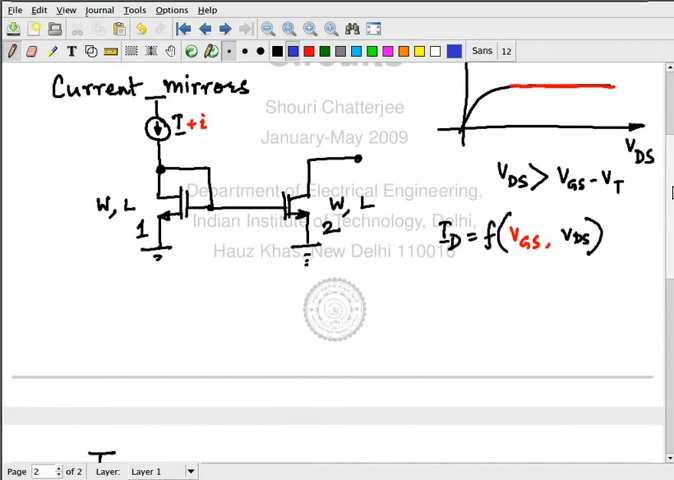 File Edit View Journal Tools Options Help
Sans 12
Current mirrors
Circuits
Shouri Chatterjee
January-May 2009
Department of Electrical Engineering,
Indian Institute of Technology, Delhi,
Hauz Khas, New Delhi 110016
I+i
W, L
1
W, L
2
VDS
VDS > VGS - VT
ID = f(VGS, VDS)
I
Page 2 of 2 Layer: Layer 1